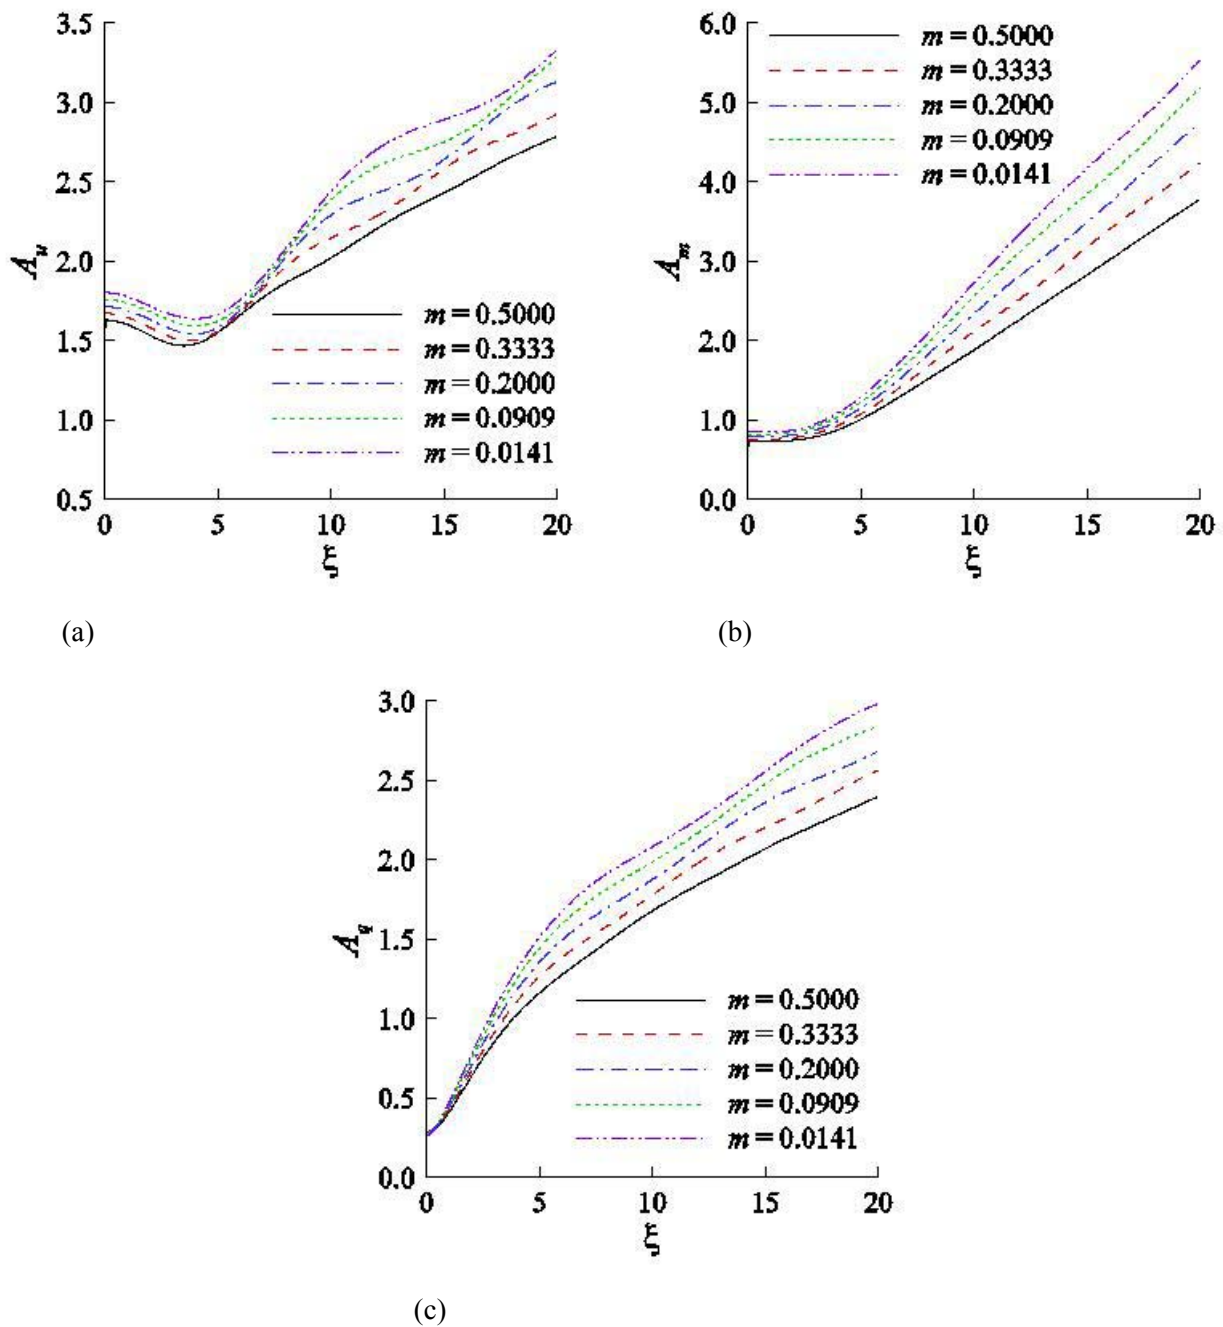 3.5
3.0
2.5
2.0
1.5
1.0
0.5
A_u
0 5 10 15 20
ξ
m = 0.5000
m = 0.3333
m = 0.2000
m = 0.0909
m = 0.0141
(a)
6.0
5.0
4.0
3.0
2.0
1.0
0.0
A_m
0 5 10 15 20
ξ
m = 0.5000
m = 0.3333
m = 0.2000
m = 0.0909
m = 0.0141
(b)
3.0
2.5
2.0
1.5
1.0
0.5
0.0
A_q
0 5 10 15 20
ξ
m = 0.5000
m = 0.3333
m = 0.2000
m = 0.0909
m = 0.0141
(c)